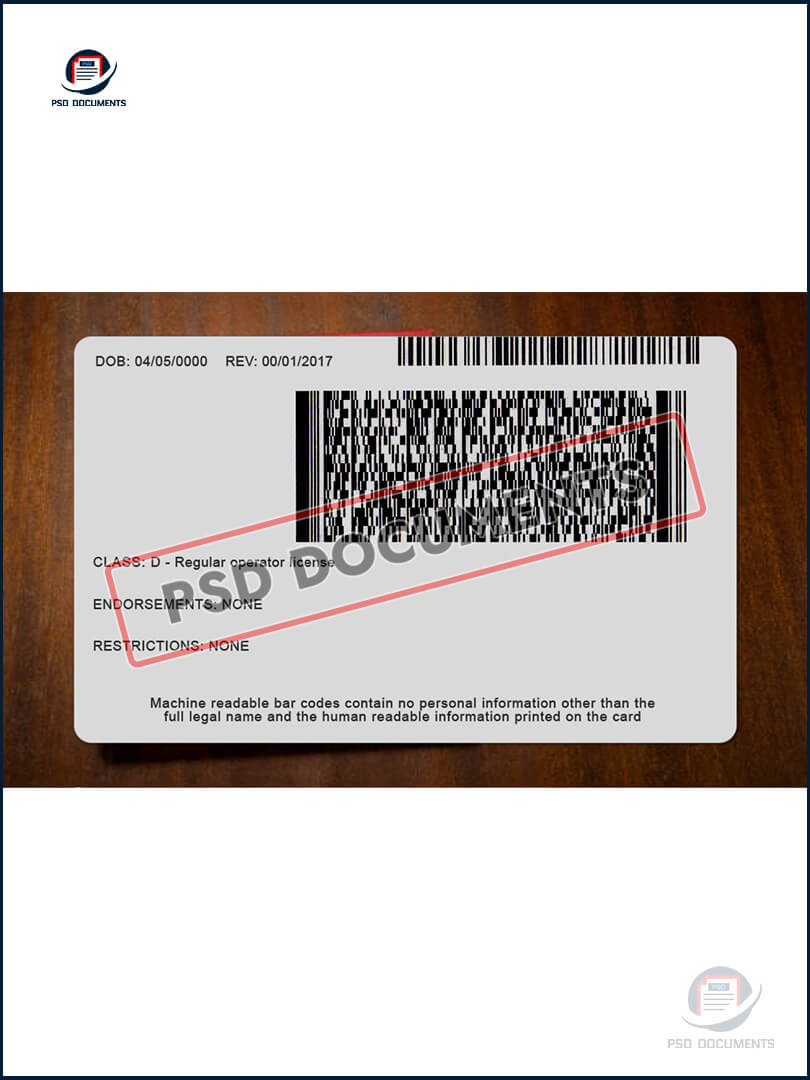 PSD
PSD DOCUMENTS
DOB: 04/05/0000 REV: 00/01/2017
PSD DOCUMENTS
CLASS: D - Regular operator license
ENDORSEMENTS: NONE
RESTRICTIONS: NONE
Machine readable bar codes contain no personal information other than the
full legal name and the human readable information printed on the card
PSD
PSD DOCUMENTS